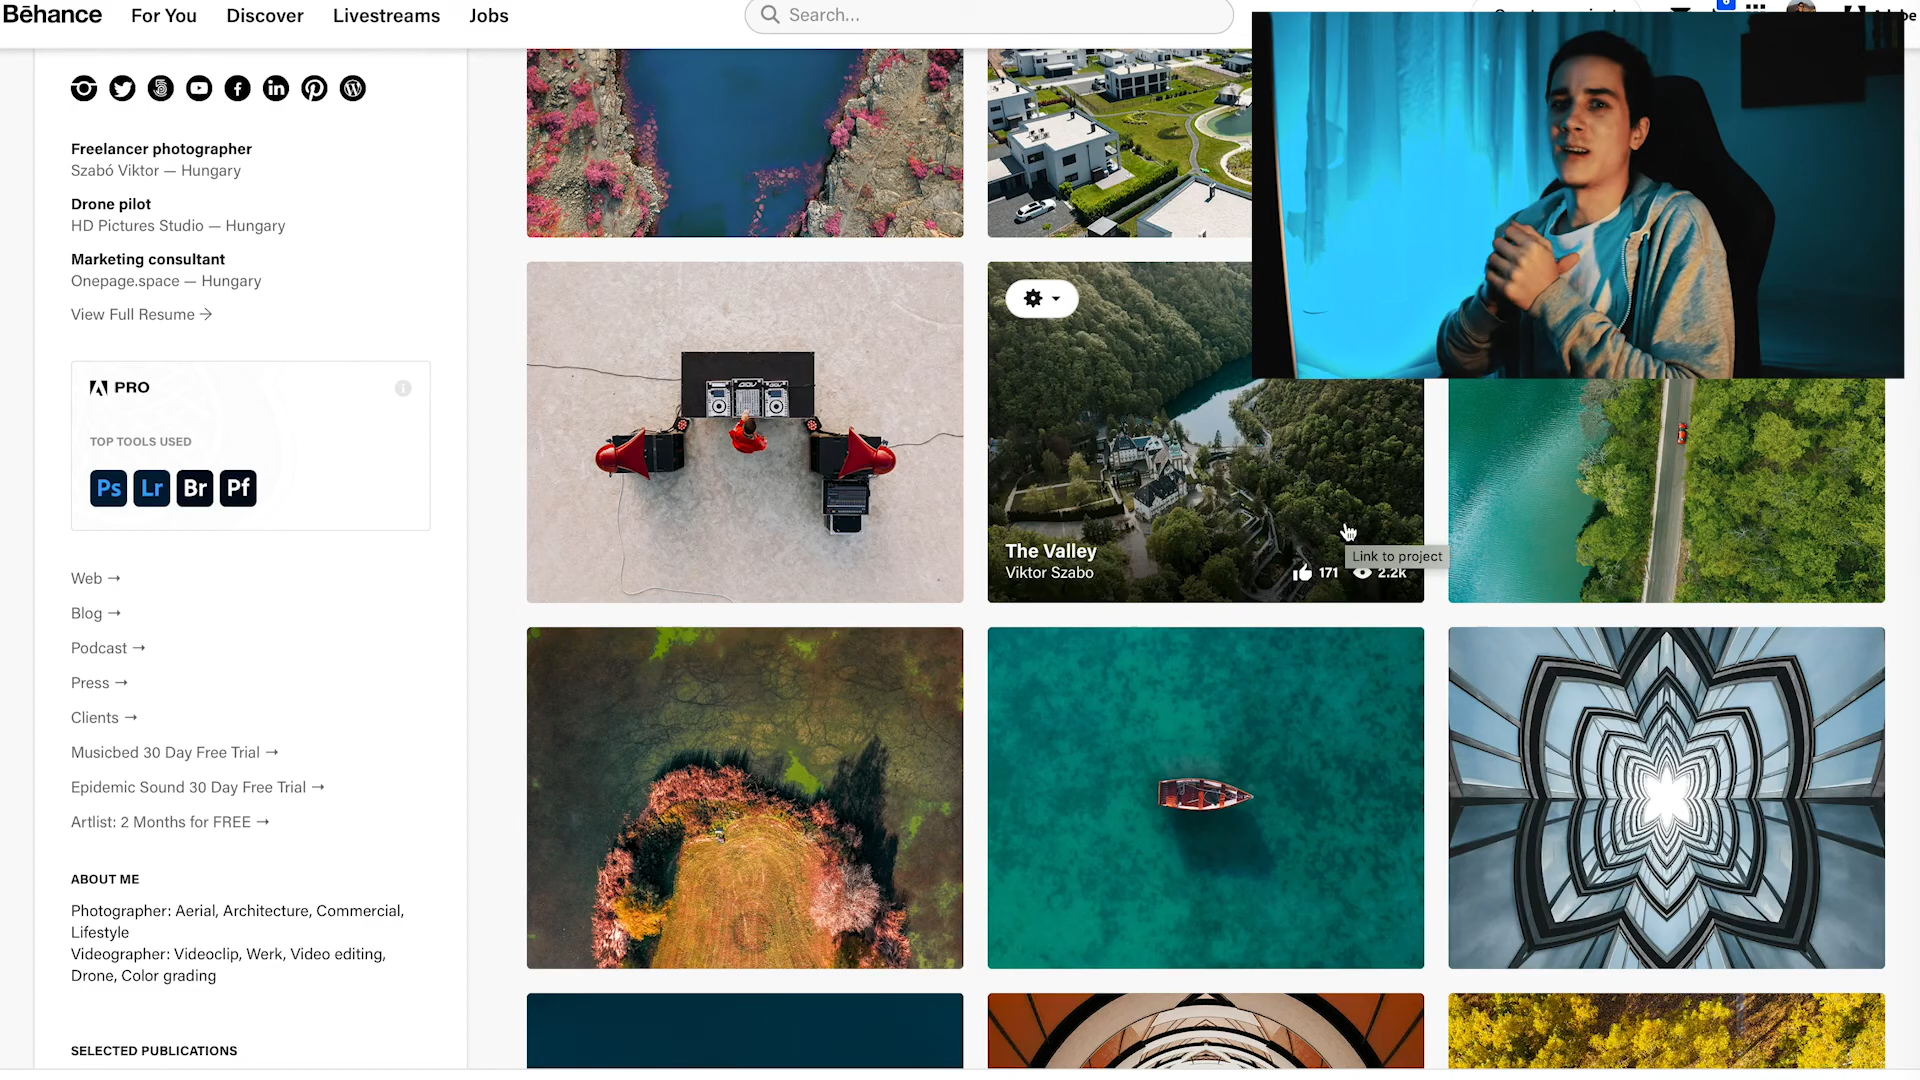 Bēhance
For You
Discover
Livestreams
Jobs
Search...
Freelancer photographer
Szabó Viktor — Hungary
Drone pilot
HD Pictures Studio — Hungary
Marketing consultant
Onepage.space — Hungary
View Full Resume →
PRO
TOP TOOLS USED
Ps Lr Br Pf
Web →
Blog →
Podcast →
Press →
Clients →
Musicbed 30 Day Free Trial →
Epidemic Sound 30 Day Free Trial →
Artlist: 2 Months for FREE →
ABOUT ME
Photographer: Aerial, Architecture, Commercial,
Lifestyle
Videographer: Videoclip, Werk, Video editing,
Drone, Color grading
SELECTED PUBLICATIONS
The Valley
Viktor Szabo
171
2.2k
Link to project